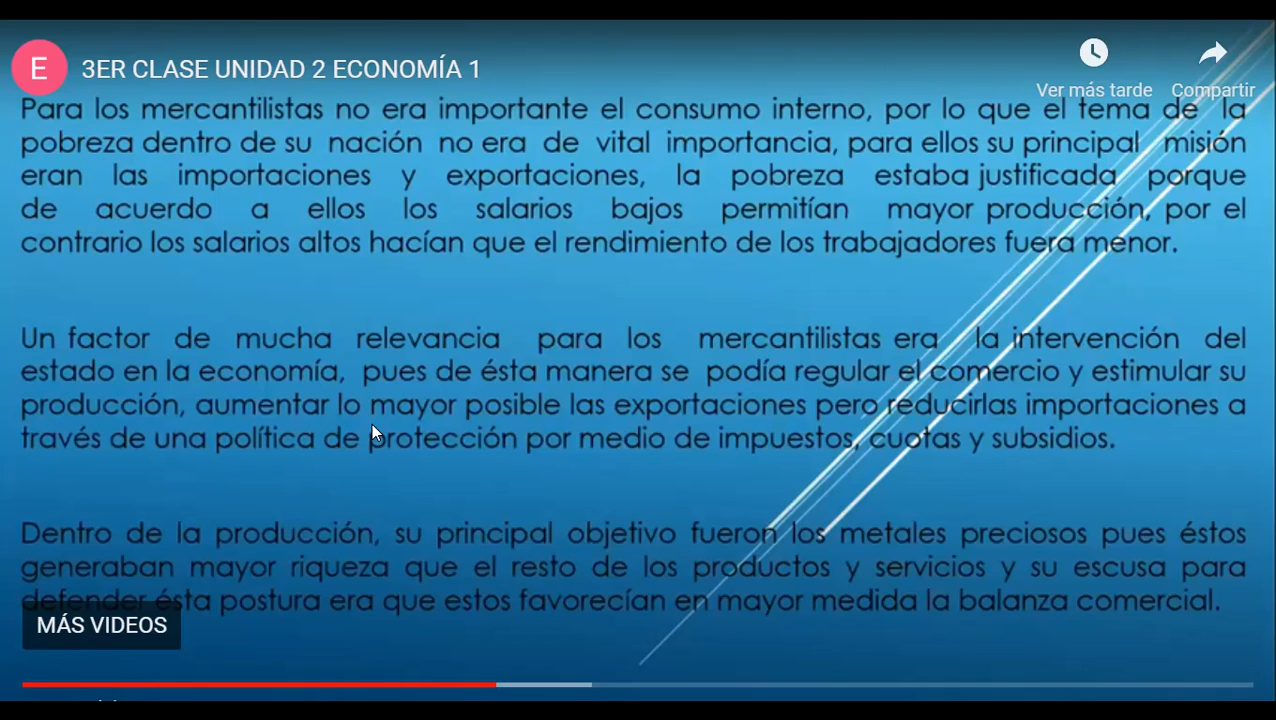 E
3ER CLASE UNIDAD 2 ECONOMÍA 1
Ver más tarde
Compartir
Para los mercantilistas no era importante el consumo interno, por lo que el tema de la
pobreza dentro de su nación no era de vital importancia, para ellos su principal misión
eran las importaciones y exportaciones, la pobreza estaba justificada porque
de acuerdo a ellos los salarios bajos permitían mayor producción, por el
contrario los salarios altos hacían que el rendimiento de los trabajadores fuera menor.
Un factor de mucha relevancia para los mercantilistas era la intervención del
estado en la economía, pues de ésta manera se podía regular el comercio y estimular su
producción, aumentar lo mayor posible las exportaciones pero reducirlas importaciones a
través de una política de protección por medio de impuestos, cuotas y subsidios.
Dentro de la producción, su principal objetivo fueron los metales preciosos pues éstos
generaban mayor riqueza que el resto de los productos y servicios y su escusa para
defender ésta postura era que estos favorecían en mayor medida la balanza comercial.
MÁS VIDEOS